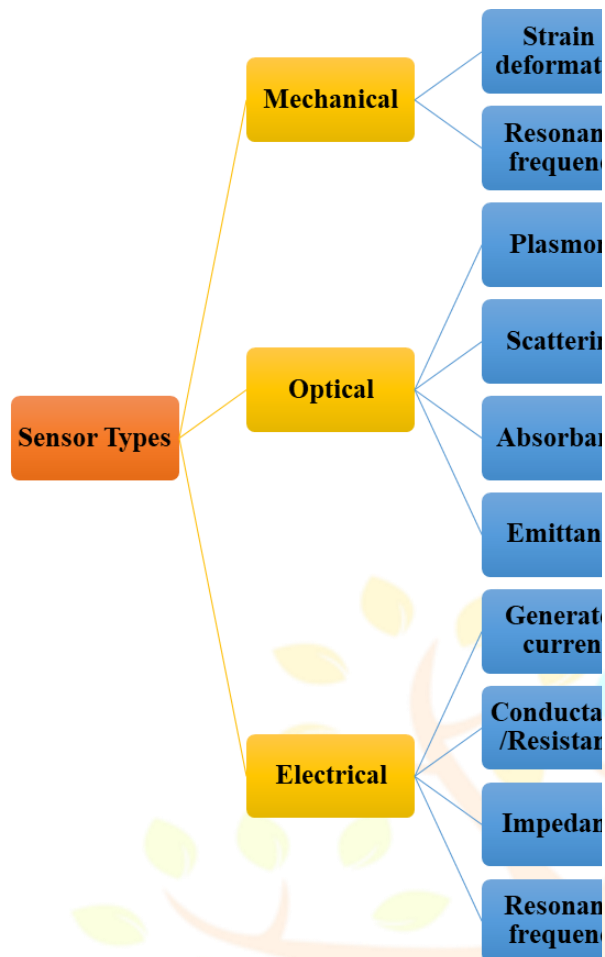 Sensor Types
Mechanical
Strain
deformat
Resonan
frequenc
Optical
Plasmon
Scatterin
Absorban
Emittan
Electrical
Generate
curren
Conducta
/Resistan
Impedan
Resonan
frequenc